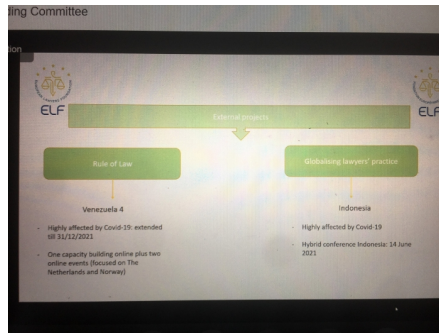 ding Committee
tion
ELF
ELF
External projects
Rule of Law
Globalising lawyers' practice
Venezuela 4
- Highly affected by Covid-19: extended
till 31/12/2021
- One capacity building online plus two
online events (focused on The
Netherlands and Norway)
Indonesia
- Highly affected by Covid-19
- Hybrid conference Indonesia: 14 June
2021